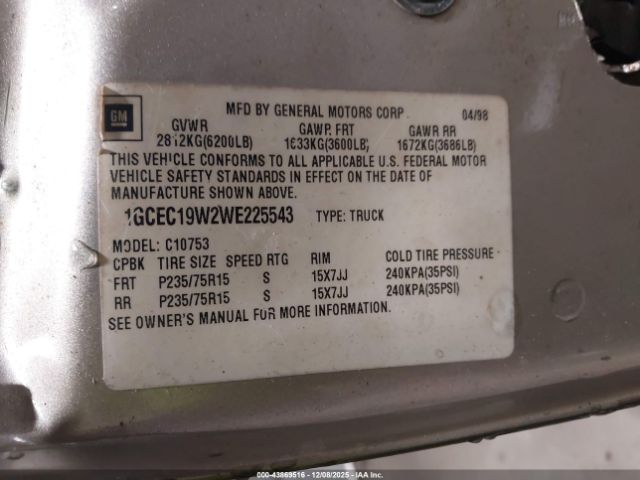 GM
MFD BY GENERAL MOTORS CORP 04/98
GVWR GAWR FRT GAWR RR
2812KG(6200LB) 1633KG(3600LB) 1672KG(3686LB)
THIS VEHICLE CONFORMS TO ALL APPLICABLE U.S. FEDERAL MOTOR
VEHICLE SAFETY STANDARDS IN EFFECT ON THE DATE OF
MANUFACTURE SHOWN ABOVE.
1GCEC19W2WE225543 TYPE: TRUCK
MODEL: C10753
CPBK TIRE SIZE SPEED RTG RIM COLD TIRE PRESSURE
FRT P235/75R15 S 15X7JJ 240KPA(35PSI)
RR P235/75R15 S 15X7JJ 240KPA(35PSI)
SEE OWNER'S MANUAL FOR MORE INFORMATION.
000-43869516 - 12/08/2025 - IAAI.COM